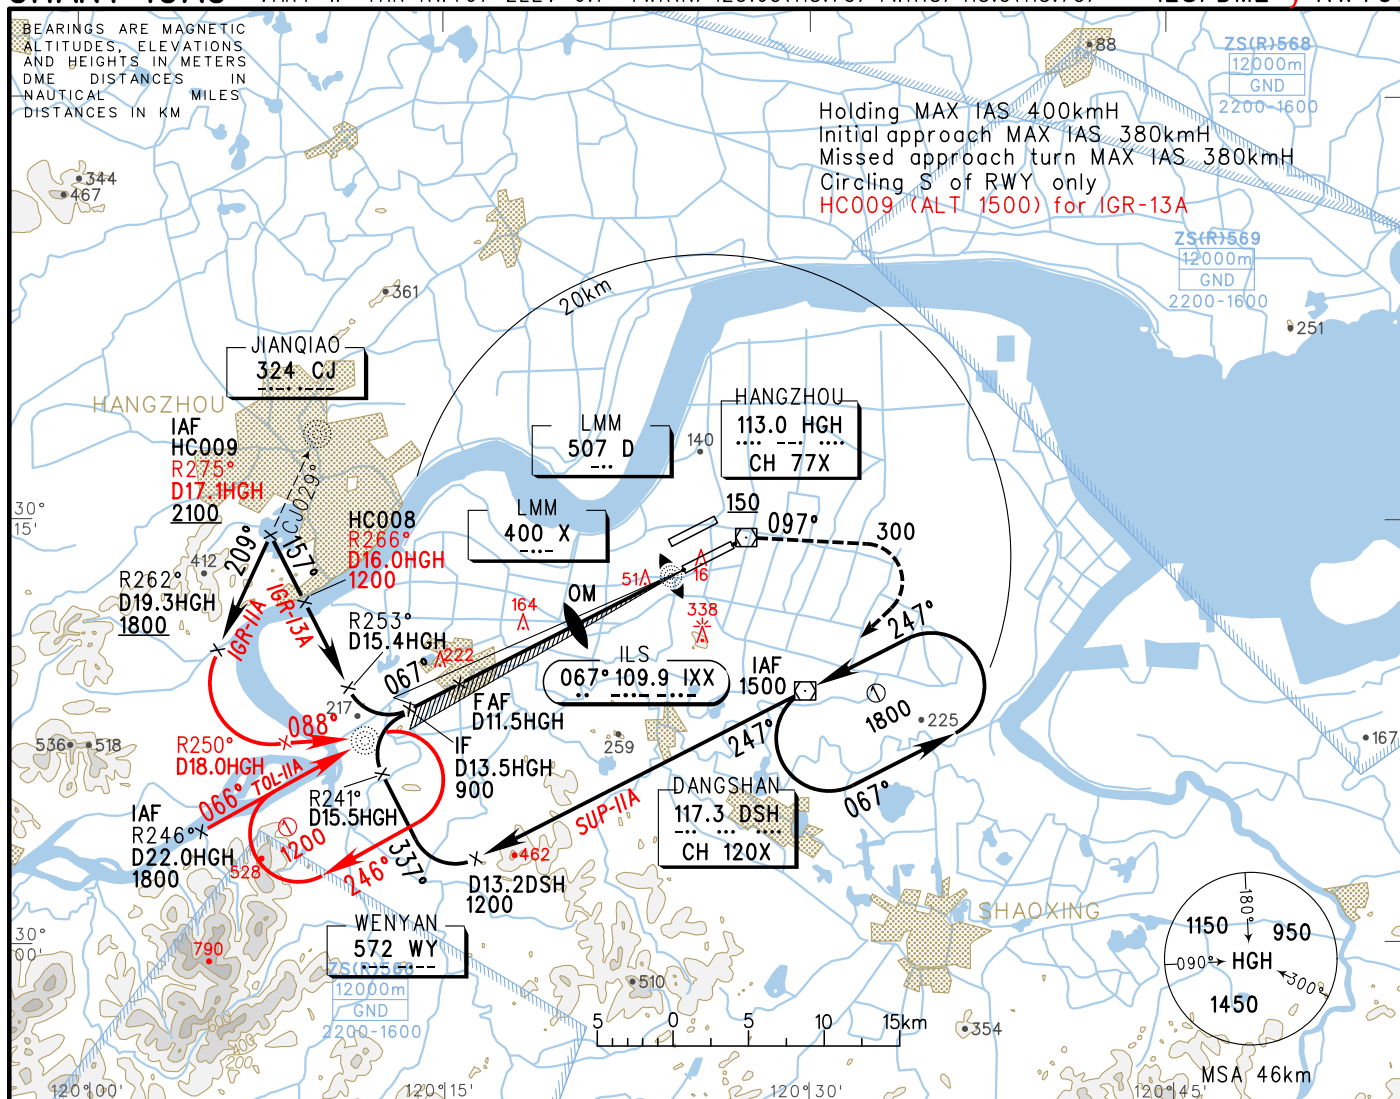 BEARINGS ARE MAGNETIC
ALTITUDES, ELEVATIONS
AND HEIGHTS IN METERS
DME DISTANCES IN
NAUTICAL MILES
DISTANCES IN KM
88
ZS(R)568
12000m
GND
2200-1600
Holding MAX IAS 400kmH
Initial approach MAX IAS 380kmH
Missed approach turn MAX IAS 380kmH
Circling S of RWY only
HC009 (ALT 1500) for IGR-13A
344
467
ZS(R)569
12000m
GND
2200-1600
361
20km
251
JIANQIAO
324 CJ
HANGZHOU
IAF
HC009
R275°
D17.1HGH
2100
CJ029°
LMM
507 D
140
HANGZHOU
113.0 HGH
CH 77X
LMM
400 X
150
097°
300
30°
15'
HC008
R266°
D16.0HGH
1200
209°
157°
412
R262°
D19.3HGH
1800
IGR-11A
IGR-13A
R253°
D15.4HGH
51
16
OM
164
338
247°
067°
222
ILS
067° 109.9 IXX
IAF
1500
1800
225
217
FAF
D11.5HGH
088°
R250°
D18.0HGH
536
518
IF
D13.5HGH
900
259
247°
167
066°
TOL-11A
R241°
D15.5HGH
DANGSHAN
117.3 DSH
CH 120X
067°
SUP-11A
IAF
R246°
D22.0HGH
1800
1200
528
246°
337°
462
D13.2DSH
1200
SHAOXING
WENYAN
572 WY
30°
00'
790
510
12000m
GND
2200-1600
180°
1150
950
090°
HGH
300°
1450
MSA 46km
5 0 5 10 15km
354
600
200
200
120°00'
120°15'
120°30'
120°45'